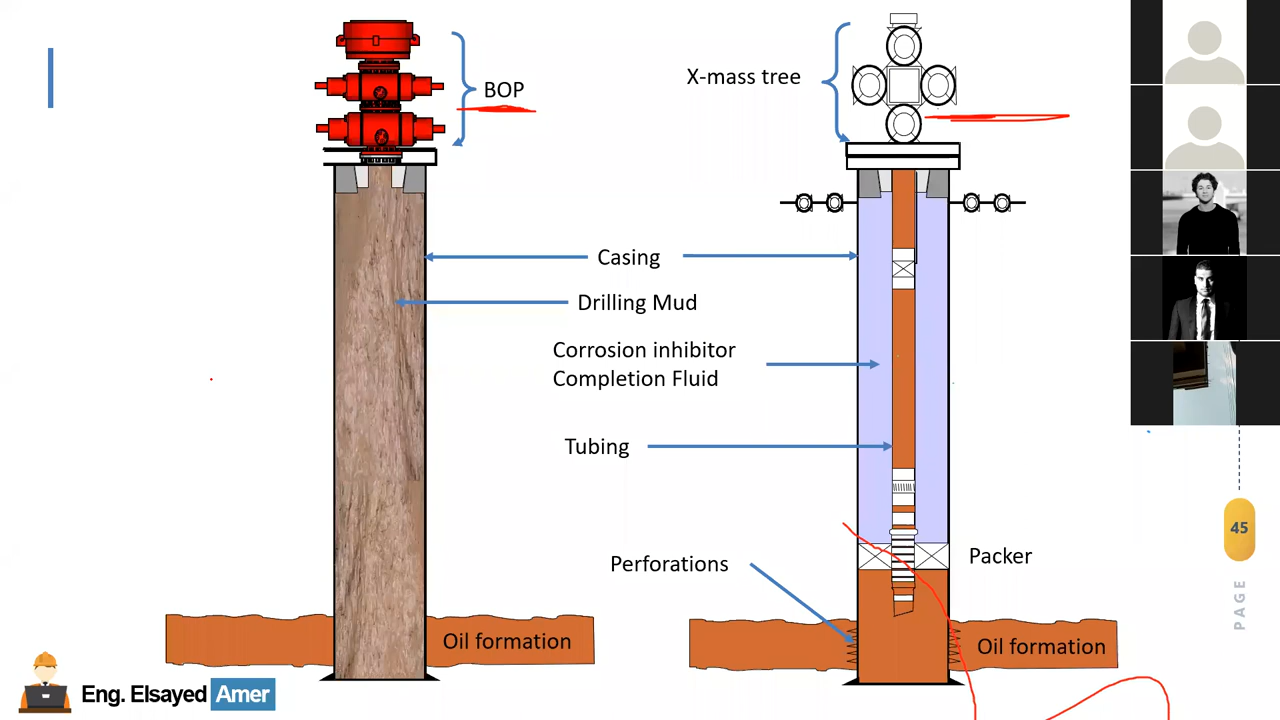 BOP
X-mass tree
Casing
Drilling Mud
Corrosion inhibitor
Completion Fluid
Tubing
Perforations
Packer
Oil formation
Oil formation
45
PAGE
Eng. Elsayed Amer